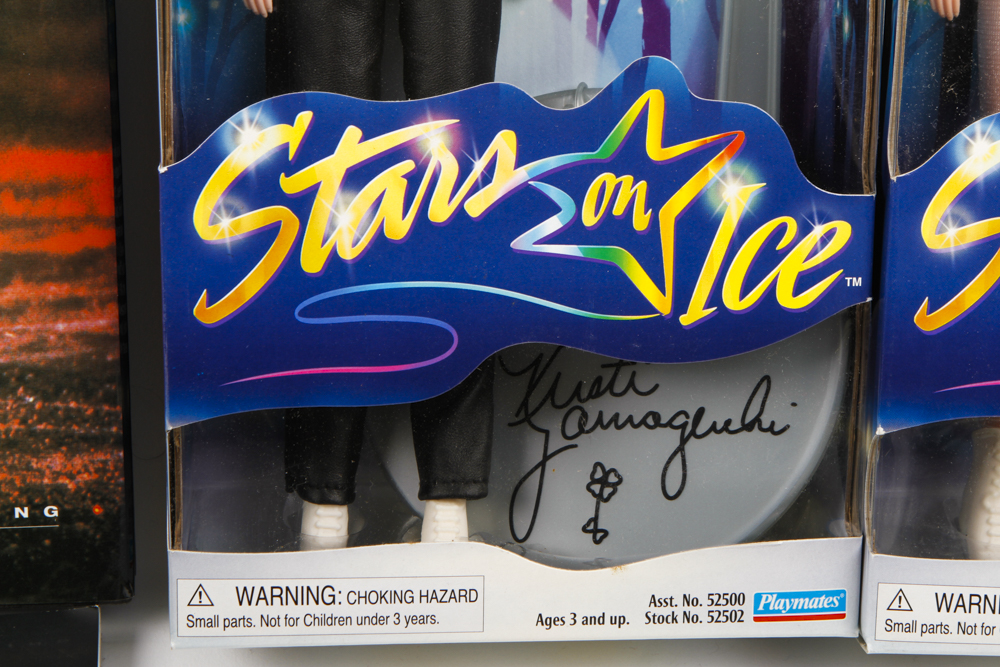 Stars on Ice™
Kristi
Yamaguchi
WARNING: CHOKING HAZARD
Small parts. Not for Children under 3 years.
Ages 3 and up.
Asst. No. 52500
Stock No. 52502
Playmates®
NG
S
WARNI
Small parts. Not for